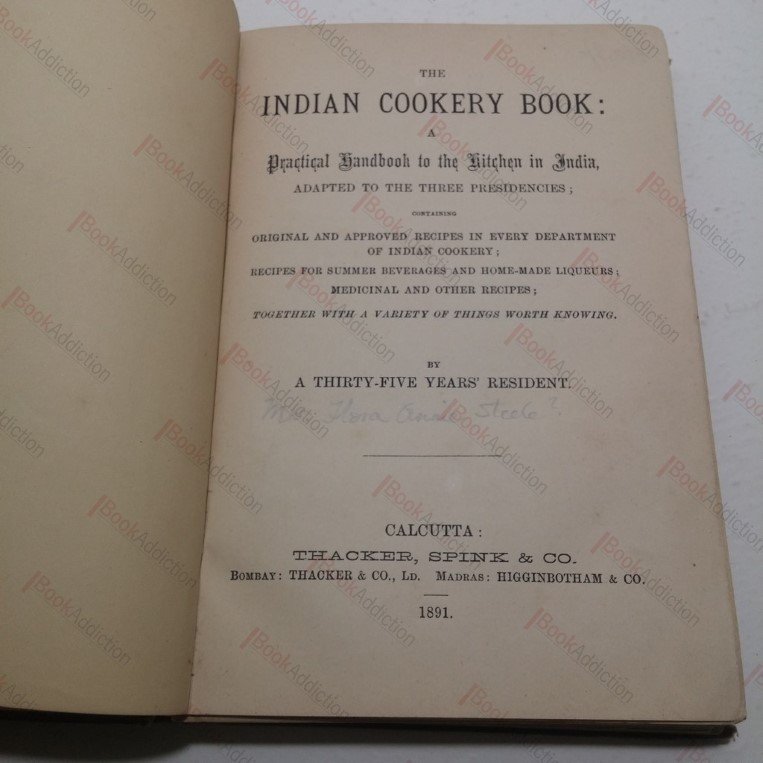 THE
INDIAN COOKERY BOOK:
A
Practical Handbook to the Kitchen in India,
ADAPTED TO THE THREE PRESIDENCIES;
CONTAINING
ORIGINAL AND APPROVED RECIPES IN EVERY DEPARTMENT
OF INDIAN COOKERY;
RECIPES FOR SUMMER BEVERAGES AND HOME-MADE LIQUEURS;
MEDICINAL AND OTHER RECIPES;
TOGETHER WITH A VARIETY OF THINGS WORTH KNOWING.
BY
A THIRTY-FIVE YEARS' RESIDENT.
Flora Annie Steele?
CALCUTTA:
THACKER, SPINK & CO.
BOMBAY: THACKER & CO., LD. MADRAS: HIGGINBOTHAM & CO.
1891.
BookAddiction